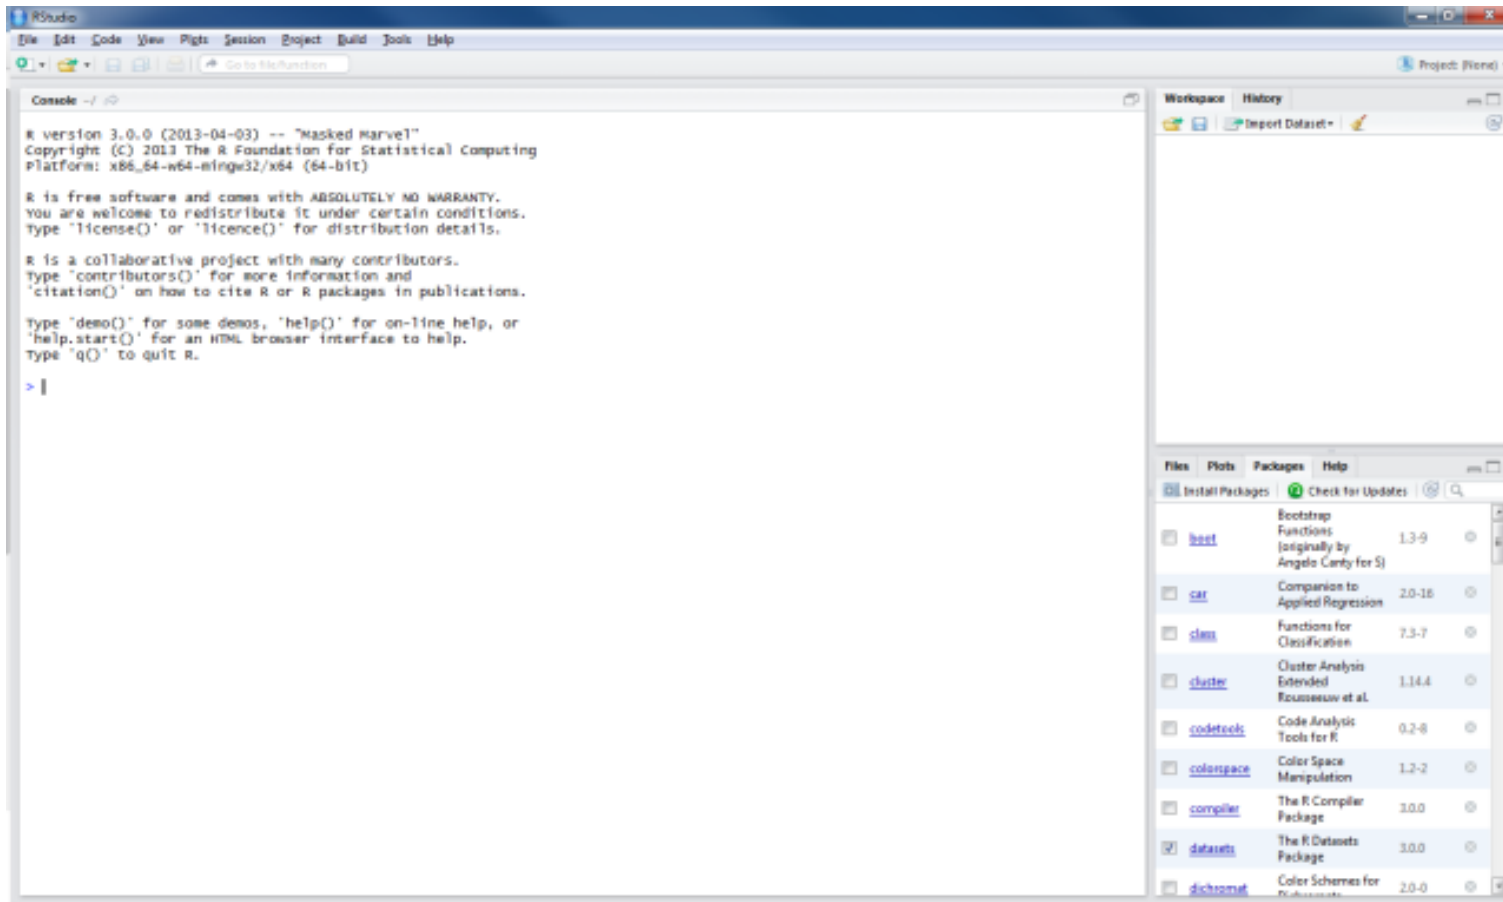 RStudio
File Edit Code View Plots Session Project Build Tools Help
Go to file/function
Project: (None)
Console ~/
R version 3.0.0 (2013-04-03) -- "Masked Marvel"
Copyright (C) 2013 The R Foundation for Statistical Computing
Platform: x86_64-w64-mingw32/x64 (64-bit)
R is free software and comes with ABSOLUTELY NO WARRANTY.
You are welcome to redistribute it under certain conditions.
Type 'license()' or 'licence()' for distribution details.
R is a collaborative project with many contributors.
Type 'contributors()' for more information and
'citation()' on how to cite R or R packages in publications.
Type 'demo()' for some demos, 'help()' for on-line help, or
'help.start()' for an HTML browser interface to help.
Type 'q()' to quit R.
>
Workspace History
Import Dataset
Files Plots Packages Help
Install Packages Check for Updates
boot Bootstrap Functions (originally by Angelo Canty for S) 1.3-9
car Companion to Applied Regression 2.0-16
class Functions for Classification 7.3-7
cluster Cluster Analysis Extended Rousseeuw et al. 1.14.4
codetools Code Analysis Tools for R 0.2-8
colorspace Color Space Manipulation 1.2-2
compiler The R Compiler Package 3.0.0
datasets The R Datasets Package 3.0.0
dichromat Color Schemes for 2.0-0